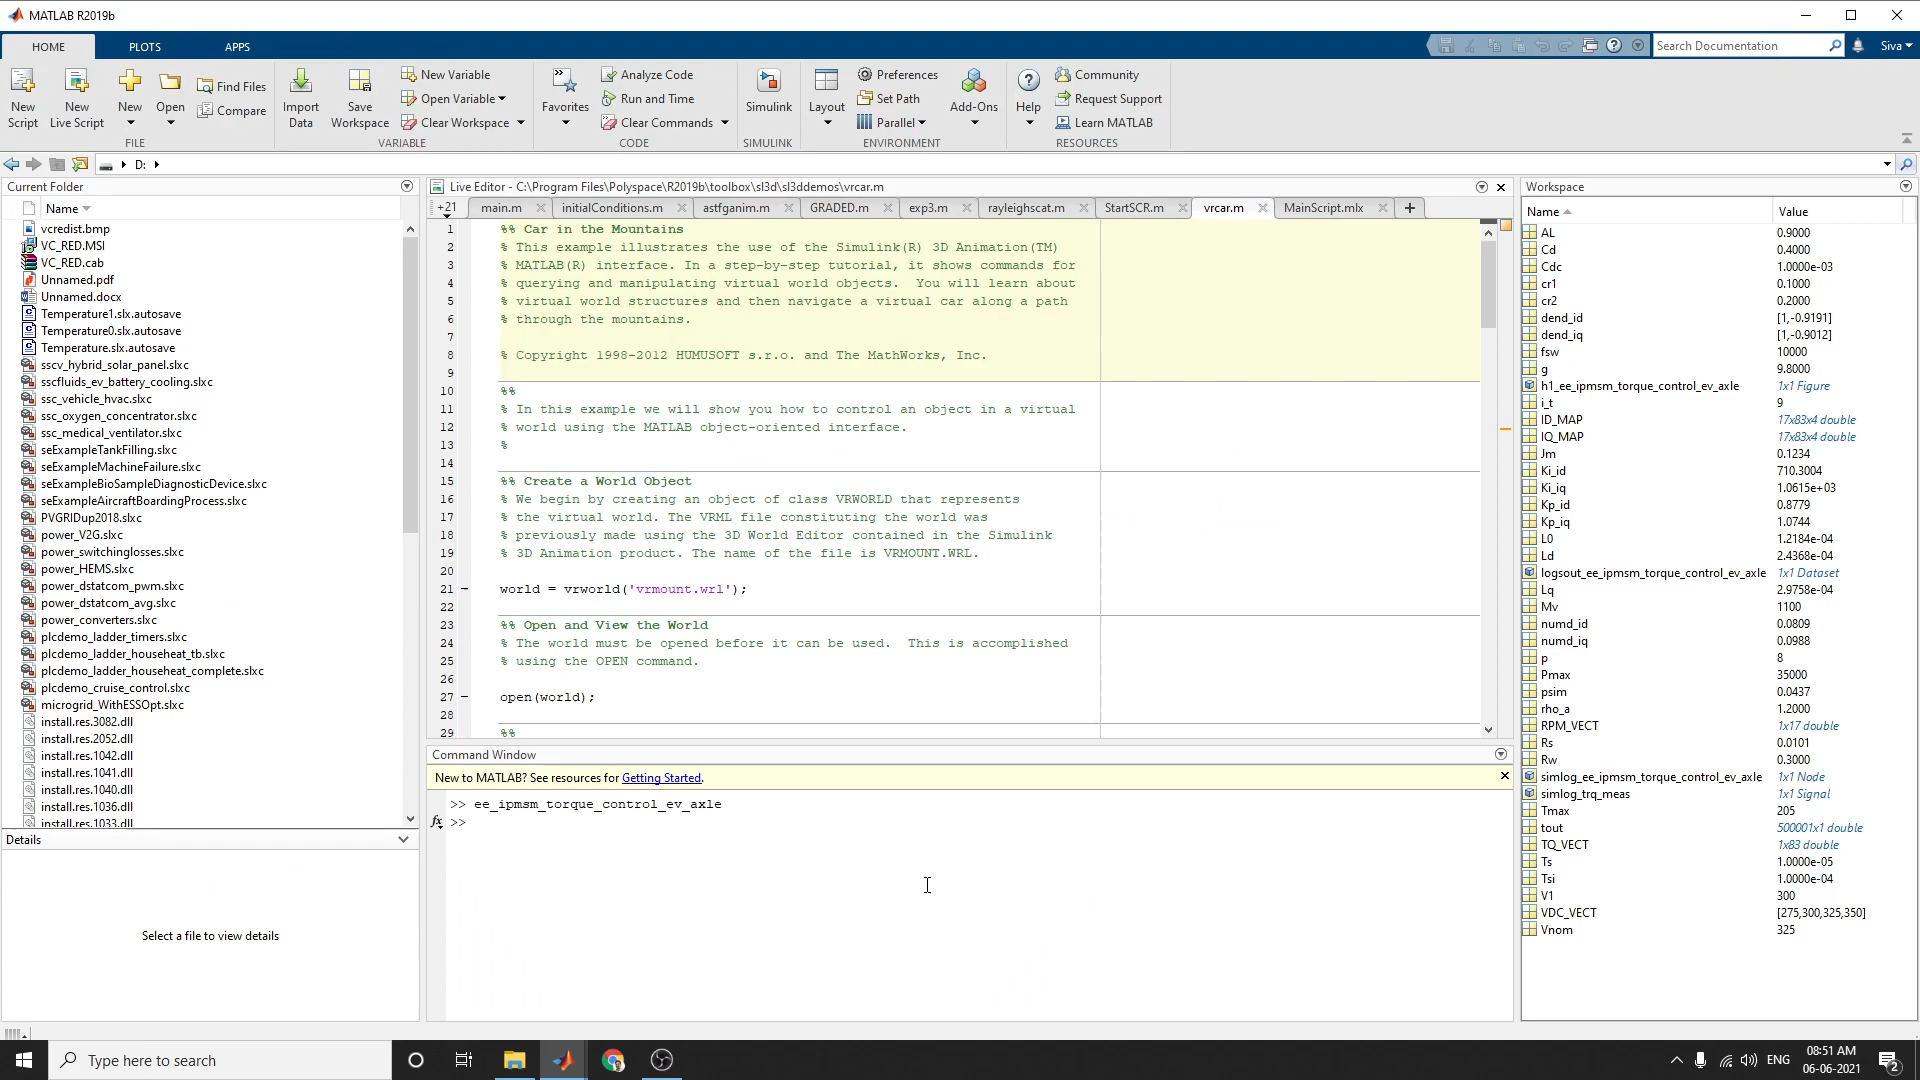 MATLAB R2019b
HOME
PLOTS
APPS
Search Documentation
Siva
New Script
New Live Script
New
Open
Find Files
Compare
Import Data
Save Workspace
New Variable
Open Variable
Clear Workspace
Favorites
Analyze Code
Run and Time
Clear Commands
Simulink
Layout
Preferences
Set Path
Parallel
Add-Ons
Help
Community
Request Support
Learn MATLAB
FILE
VARIABLE
CODE
SIMULINK
ENVIRONMENT
RESOURCES
D:
Current Folder
Name
vcredist.bmp
VC_RED.MSI
VC_RED.cab
Unnamed.pdf
Unnamed.docx
Temperature1.slx.autosave
Temperature0.slx.autosave
Temperature.slx.autosave
sscv_hybrid_solar_panel.slxc
sscfluids_ev_battery_cooling.slxc
ssc_vehicle_hvac.slxc
ssc_oxygen_concentrator.slxc
ssc_medical_ventilator.slxc
seExampleTankFilling.slxc
seExampleMachineFailure.slxc
seExampleBioSampleDiagnosticDevice.slxc
seExampleAircraftBoardingProcess.slxc
PVGRIDup2018.slxc
power_V2G.slxc
power_switchinglosses.slxc
power_HEMS.slxc
power_dstatcom_pwm.slxc
power_dstatcom_avg.slxc
power_converters.slxc
plcdemo_ladder_timers.slxc
plcdemo_ladder_househeat_tb.slxc
plcdemo_ladder_househeat_complete.slxc
plcdemo_cruise_control.slxc
microgrid_WithESSOpt.slxc
install.res.3082.dll
install.res.2052.dll
install.res.1042.dll
install.res.1041.dll
install.res.1040.dll
install.res.1036.dll
install.res.1033.dll
Details
Select a file to view details
Live Editor - C:\Program Files\Polyspace\R2019b\toolbox\sl3d\sl3ddemos\vrcar.m
+21
main.m
initialConditions.m
astfganim.m
GRADED.m
exp3.m
rayleighscat.m
StartSCR.m
vrcar.m
MainScript.mlx
1 %% Car in the Mountains
2 % This example illustrates the use of the Simulink(R) 3D Animation(TM)
3 % MATLAB(R) interface. In a step-by-step tutorial, it shows commands for
4 % querying and manipulating virtual world objects.  You will learn about
5 % virtual world structures and then navigate a virtual car along a path
6 % through the mountains.
7
8 % Copyright 1998-2012 HUMUSOFT s.r.o. and The MathWorks, Inc.
9
10 %%
11 % In this example we will show you how to control an object in a virtual
12 % world using the MATLAB object-oriented interface.
13 %
14
15 %% Create a World Object
16 % We begin by creating an object of class VRWORLD that represents
17 % the virtual world. The VRML file constituting the world was
18 % previously made using the 3D World Editor contained in the Simulink
19 % 3D Animation product. The name of the file is VRMOUNT.WRL.
20
21 - world = vrworld('vrmount.wrl');
22
23 %% Open and View the World
24 % The world must be opened before it can be used.  This is accomplished
25 % using the OPEN command.
26
27 - open(world);
28
29 %%
Command Window
New to MATLAB? See resources for Getting Started.
>> ee_ipmsm_torque_control_ev_axle
fx >>
Workspace
Name Value
AL 0.9000
Cd 0.4000
Cdc 1.0000e-03
cr1 0.1000
cr2 0.2000
dend_id [1,-0.9191]
dend_iq [1,-0.9012]
fsw 10000
g 9.8000
h1_ee_ipmsm_torque_control_ev_axle 1x1 Figure
i_t 9
ID_MAP 17x83x4 double
IQ_MAP 17x83x4 double
Jm 0.1234
Ki_id 710.3004
Ki_iq 1.0615e+03
Kp_id 0.8779
Kp_iq 1.0744
L0 1.2184e-04
Ld 2.4368e-04
logsout_ee_ipmsm_torque_control_ev_axle 1x1 Dataset
Lq 2.9758e-04
Mv 1100
numd_id 0.0809
numd_iq 0.0988
p 8
Pmax 35000
psim 0.0437
rho_a 1.2000
RPM_VECT 1x17 double
Rs 0.0101
Rw 0.3000
simlog_ee_ipmsm_torque_control_ev_axle 1x1 Node
simlog_trq_meas 1x1 Signal
Tmax 205
tout 500001x1 double
TQ_VECT 1x83 double
Ts 1.0000e-05
Tsi 1.0000e-04
V1 300
VDC_VECT [275,300,325,350]
Vnom 325
Type here to search
ENG
08:51 AM
06-06-2021
2